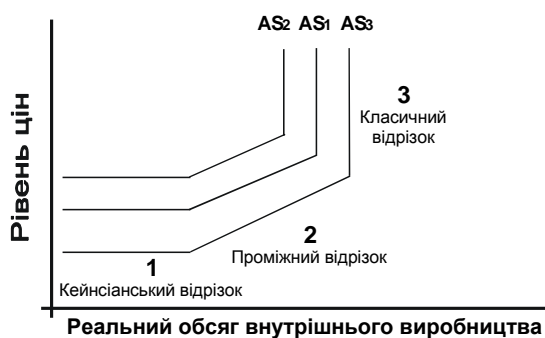 AS2 AS1 AS3
Рівень цін
3
Класичний
відрізок
2
Проміжний відрізок
1
Кейнсіанський відрізок
Реальний обсяг внутрішнього виробництва